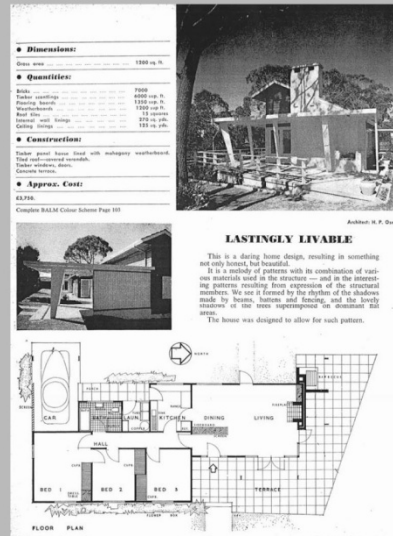 ● Dimensions:
Gross area 1200 sq. ft.
● Quantities:
Bricks 7000
Timber scantlings 6000 sup. ft.
Flooring boards 1350 sup. ft.
Weatherboards 1200 sup. ft.
Roof tiles 15 squares
Internal wall linings 270 sq. yds.
Ceiling linings 122 sq. yds.
● Construction:
Timber panel house lined with mahogany weatherboard.
Tiled roof—covered verandah.
Timber windows, doors.
Concrete terrace.
● Approx. Cost:
£3,750.
Complete BALM Colour Scheme Page 105
Architect: H. P.
LASTINGLY LIVABLE
This is a daring home design, resulting in something
not only honest, but beautiful.
It is a melody of patterns with its combination of vari-
ous materials used in the structure — and in the interest-
ing patterns resulting from expression of the structural
members. We see it formed by the rhythm of the shadows
made by beams, battens and fencing, and the lovely
shadows of the trees superimposed on dominant flat
areas.
The house was designed to allow for such pattern.
NORTH
CAR
BATH
LAUN
KITCHEN
DINING
LIVING
HALL
BED 1
BED 2
BED 3
TERRACE
FLOOR PLAN